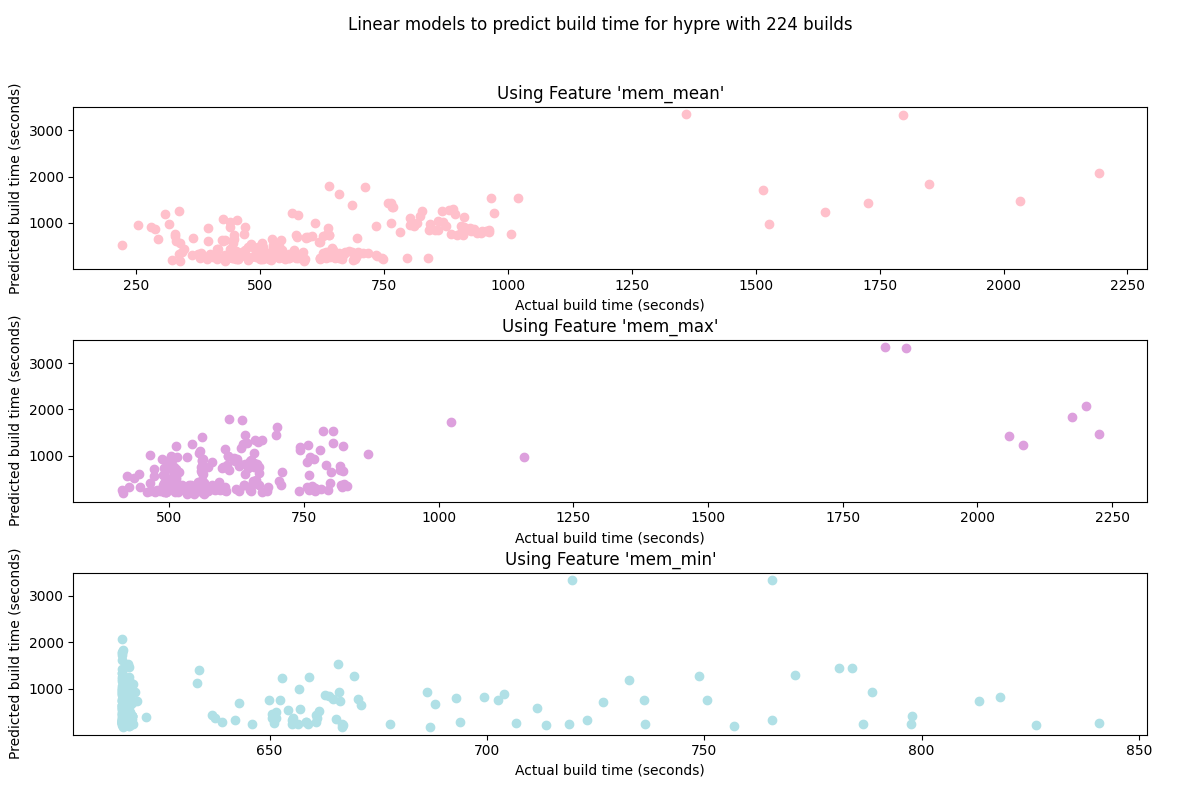 Linear models to predict build time for hypre with 224 builds
Using Feature 'mem_mean'
Predicted build time (seconds)
3000
2000
1000
250 500 750 1000 1250 1500 1750 2000 2250
Actual build time (seconds)
Using Feature 'mem_max'
Predicted build time (seconds)
3000
2000
1000
500 750 1000 1250 1500 1750 2000 2250
Actual build time (seconds)
Using Feature 'mem_min'
Predicted build time (seconds)
3000
2000
1000
650 700 750 800 850
Actual build time (seconds)